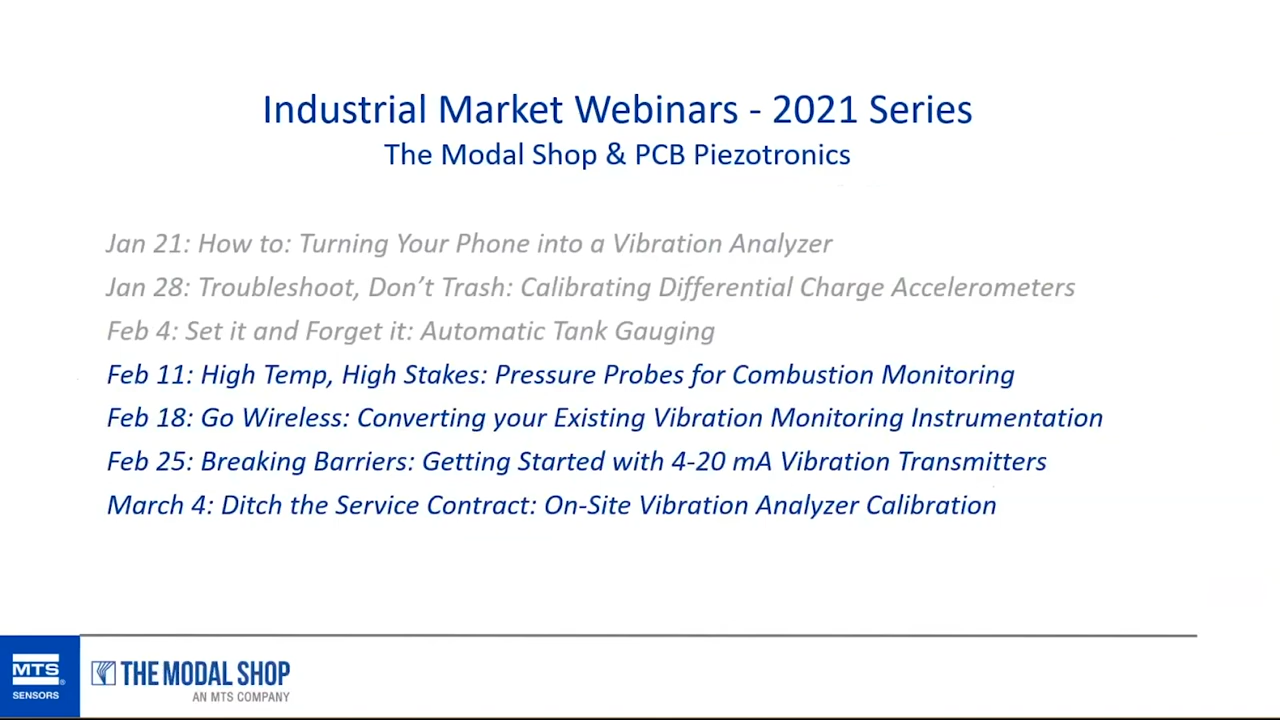 Industrial Market Webinars - 2021 Series
The Modal Shop & PCB Piezotronics
Jan 21: How to: Turning Your Phone into a Vibration Analyzer
Jan 28: Troubleshoot, Don’t Trash: Calibrating Differential Charge Accelerometers
Feb 4: Set it and Forget it: Automatic Tank Gauging
Feb 11: High Temp, High Stakes: Pressure Probes for Combustion Monitoring
Feb 18: Go Wireless: Converting your Existing Vibration Monitoring Instrumentation
Feb 25: Breaking Barriers: Getting Started with 4-20 mA Vibration Transmitters
March 4: Ditch the Service Contract: On-Site Vibration Analyzer Calibration
MTS®
SENSORS
THE MODAL SHOP
AN MTS COMPANY